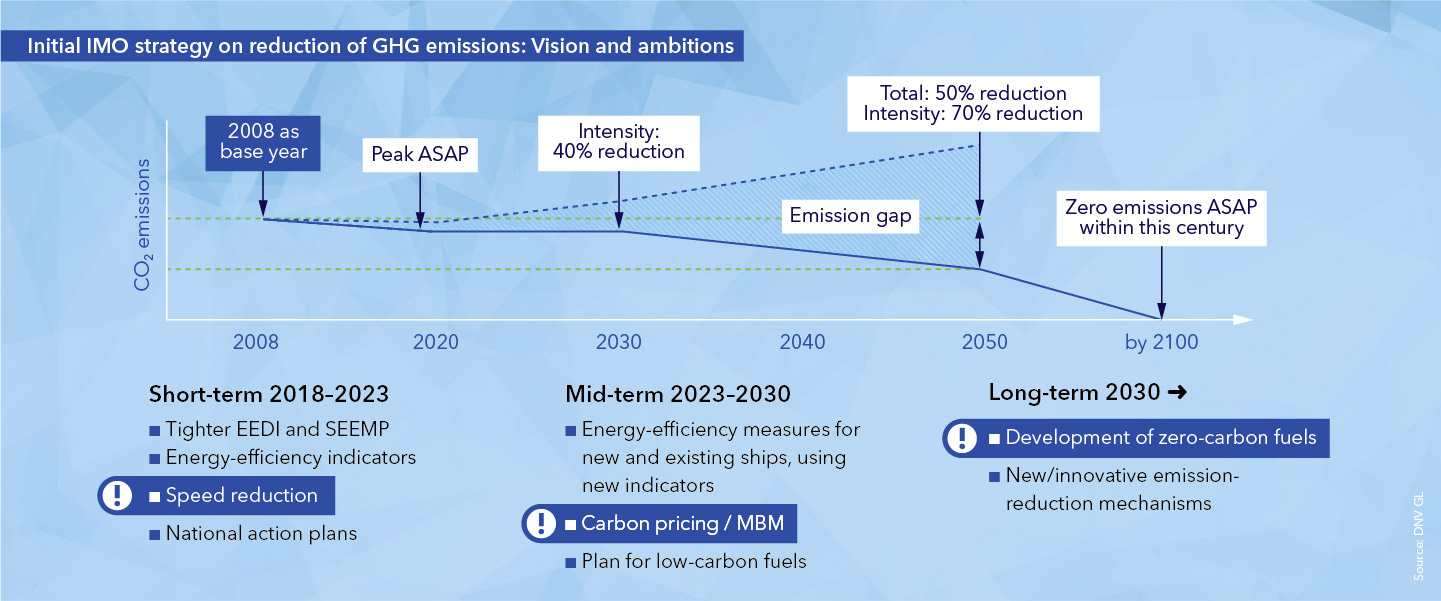 Initial IMO strategy on reduction of GHG emissions: Vision and ambitions
Total: 50% reduction
Intensity: 70% reduction
2008 as
base year
Peak ASAP
Intensity:
40% reduction
Emission gap
Zero emissions ASAP
within this century
CO₂ emissions
2008
2020
2030
2040
2050
by 2100
Short-term 2018–2023
Tighter EEDI and SEEMP
Energy-efficiency indicators
Speed reduction
National action plans
Mid-term 2023–2030
Energy-efficiency measures for
new and existing ships, using
new indicators
Carbon pricing / MBM
Plan for low-carbon fuels
Long-term 2030 ➜
Development of zero-carbon fuels
New/innovative emission-
reduction mechanisms
Source: DNV GL